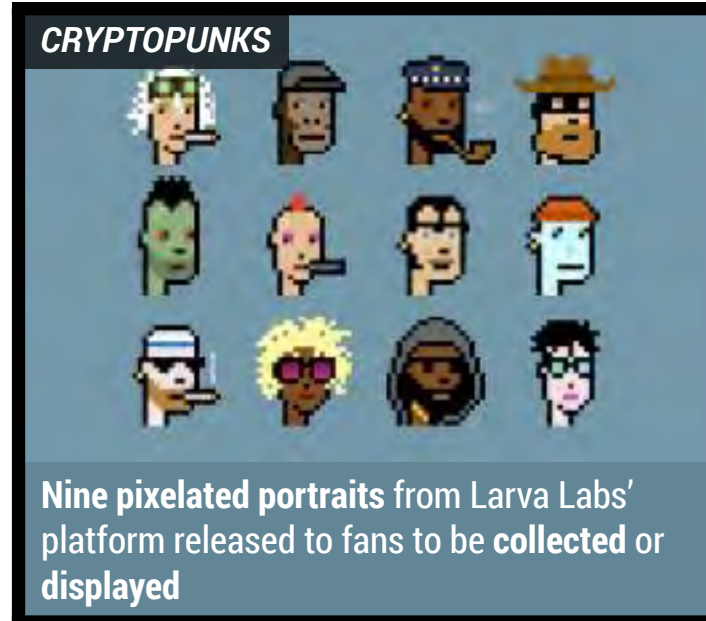 CRYPTOPUNKS
Nine pixelated portraits from Larva Labs’
platform released to fans to be collected or
displayed